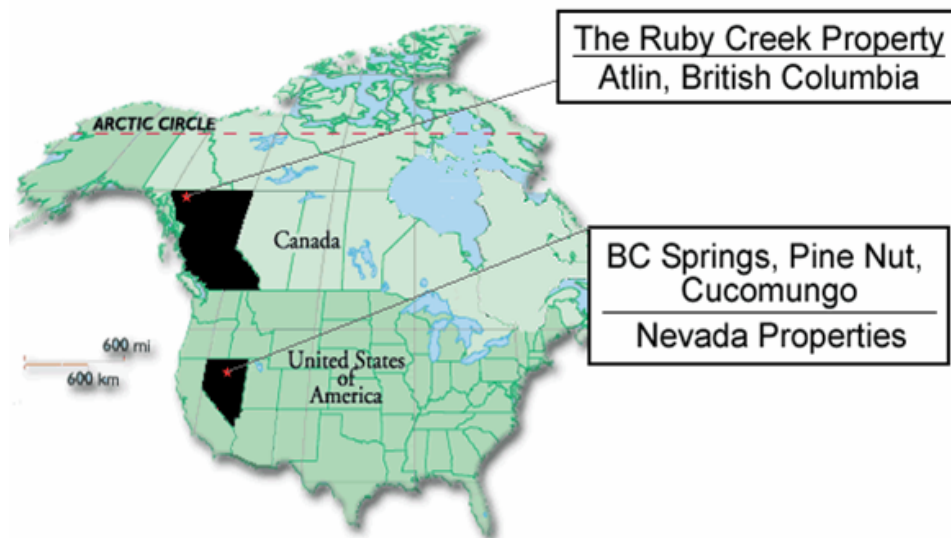 The Ruby Creek Property
Atlin, British Columbia
ARCTIC CIRCLE
Canada
BC Springs, Pine Nut,
Cucomungo
Nevada Properties
600 mi
600 km
United States
of
America